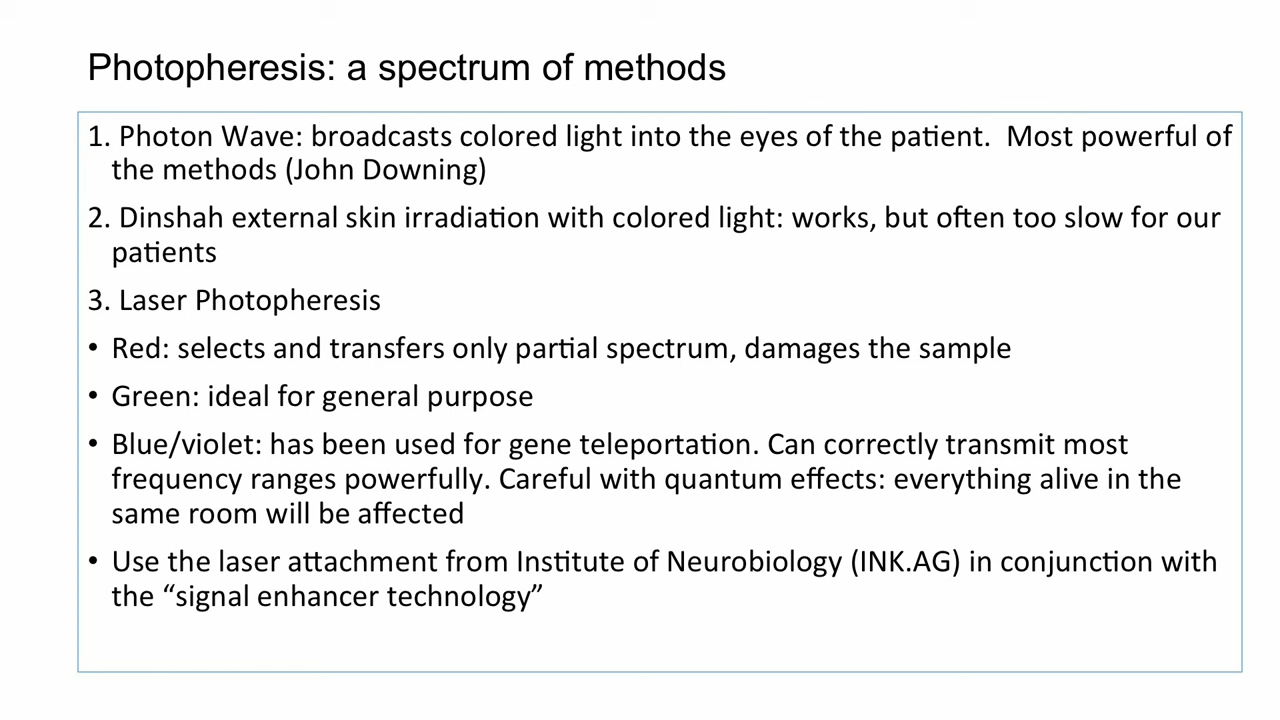 Photopheresis: a spectrum of methods
1. Photon Wave: broadcasts colored light into the eyes of the patient.  Most powerful of
the methods (John Downing)
2. Dinshah external skin irradiation with colored light: works, but often too slow for our
patients
3. Laser Photopheresis
• Red: selects and transfers only partial spectrum, damages the sample
• Green: ideal for general purpose
• Blue/violet: has been used for gene teleportation. Can correctly transmit most
frequency ranges powerfully. Careful with quantum effects: everything alive in the
same room will be affected
• Use the laser attachment from Institute of Neurobiology (INK.AG) in conjunction with
the “signal enhancer technology”